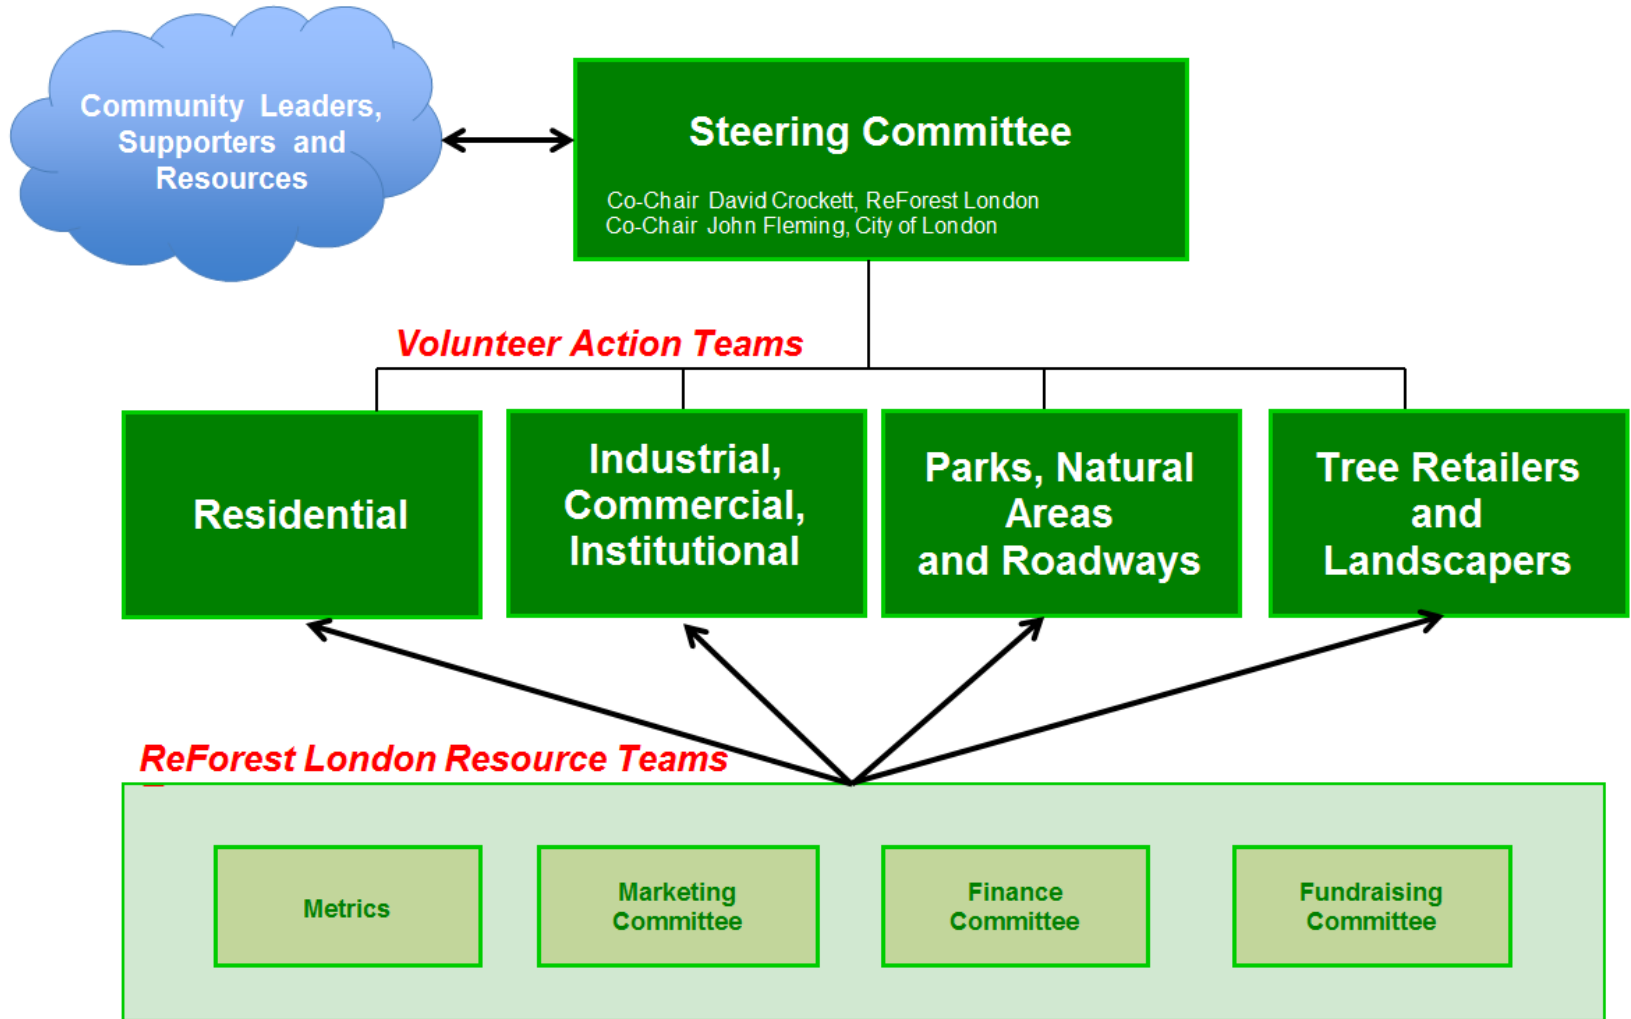 Community Leaders,
Supporters and
Resources
Steering Committee
Co-Chair David Crockett, ReForest London
Co-Chair John Fleming, City of London
Volunteer Action Teams
Residential
Industrial,
Commercial,
Institutional
Parks, Natural
Areas
and Roadways
Tree Retailers
and
Landscapers
ReForest London Resource Teams
Metrics
Marketing
Committee
Finance
Committee
Fundraising
Committee